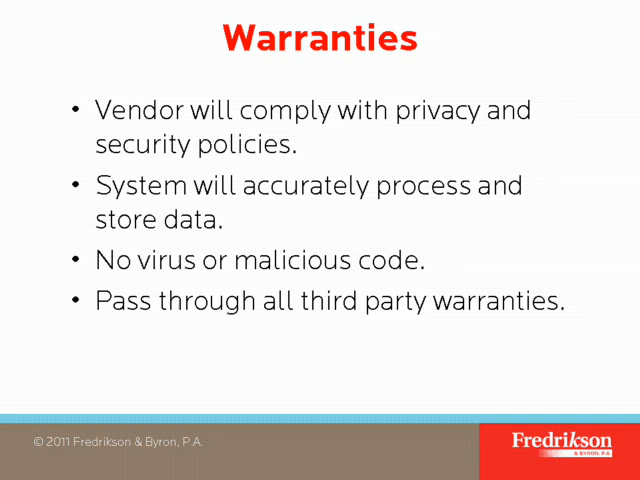 Warranties
• Vendor will comply with privacy and
security policies.
• System will accurately process and
store data.
• No virus or malicious code.
• Pass through all third party warranties.
© 2011 Fredrikson & Byron, P.A.
Fredrikson
& BYRON, P.A.